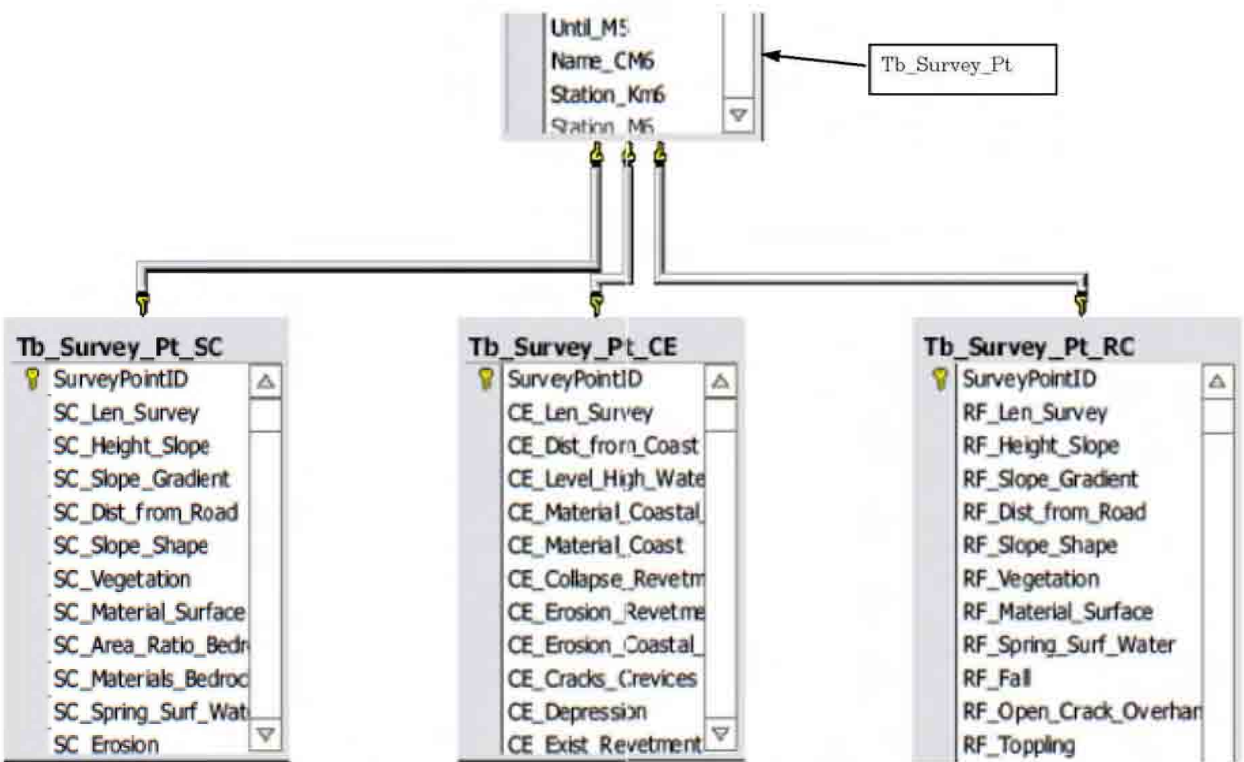 Until_M5
Name_CM6
Station_Km6
Station_M6
Tb_Survey_Pt
Tb_Survey_Pt_SC
SurveyPointID
SC_Len_Survey
SC_Height_Slope
SC_Slope_Gradient
SC_Dist_from_Road
SC_Slope_Shape
SC_Vegetation
SC_Material_Surface
SC_Area_Ratio_Bedr
SC_Materials_Bedroc
SC_Spring_Surf_Wat
SC_Erosion
Tb_Survey_Pt_CE
SurveyPointID
CE_Len_Survey
CE_Dist_from_Coast
CE_Level_High_Wate
CE_Material_Coastal_
CE_Material_Coast
CE_Collapse_Revetm
CE_Erosion_Revetme
CE_Erosion_Coastal_
CE_Cracks_Crevices
CE_Depression
CE_Exist_Revetment
Tb_Survey_Pt_RC
SurveyPointID
RF_Len_Survey
RF_Height_Slope
RF_Slope_Gradient
RF_Dist_from_Road
RF_Slope_Shape
RF_Vegetation
RF_Material_Surface
RF_Spring_Surf_Water
RF_Fall
RF_Open_Crack_Overhan
RF_Toppling